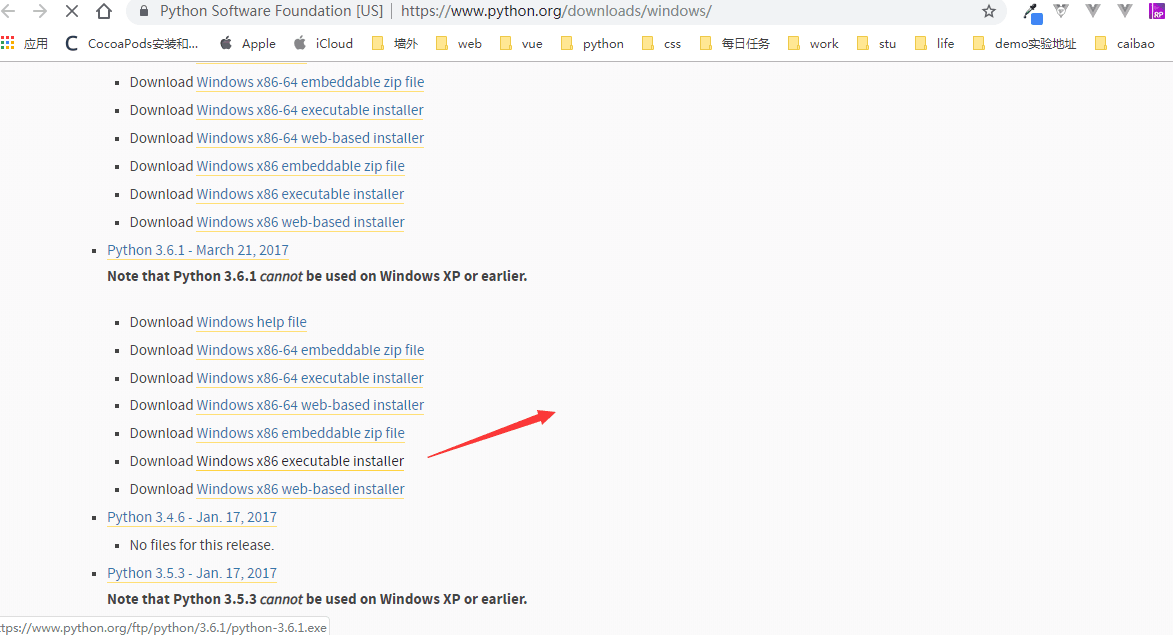 Python Software Foundation [US] | https://www.python.org/downloads/windows/
应用 CocoaPods安装和... Apple iCloud 墙外 web vue python css 每日任务 work stu life demo实验地址 caibao
Download Windows x86-64 embeddable zip file
Download Windows x86-64 executable installer
Download Windows x86-64 web-based installer
Download Windows x86 embeddable zip file
Download Windows x86 executable installer
Download Windows x86 web-based installer
Python 3.6.1 - March 21, 2017
Note that Python 3.6.1 cannot be used on Windows XP or earlier.
Download Windows help file
Download Windows x86-64 embeddable zip file
Download Windows x86-64 executable installer
Download Windows x86-64 web-based installer
Download Windows x86 embeddable zip file
Download Windows x86 executable installer
Download Windows x86 web-based installer
Python 3.4.6 - Jan. 17, 2017
No files for this release.
Python 3.5.3 - Jan. 17, 2017
Note that Python 3.5.3 cannot be used on Windows XP or earlier.
ttps://www.python.org/ftp/python/3.6.1/python-3.6.1.exe
RP